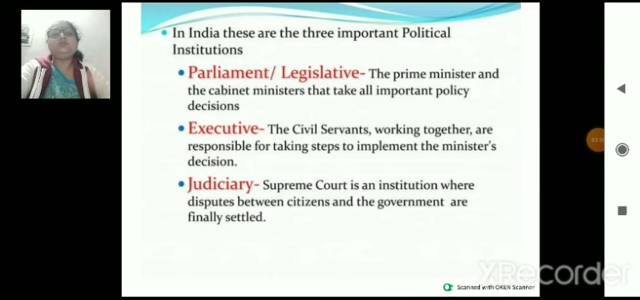 In India these are the three important Political
Institutions
Parliament/ Legislative- The prime minister and
the cabinet ministers that take all important policy
decisions
Executive- The Civil Servants, working together, are
responsible for taking steps to implement the minister's
decision.
Judiciary- Supreme Court is an institution where
disputes between citizens and the government are
finally settled.
XRecorder
Scanned with OKEN Scanner